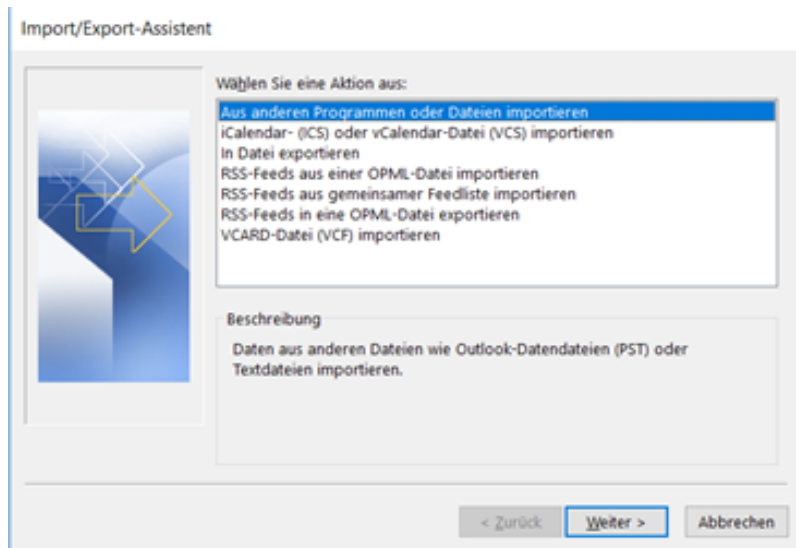 Import/Export-Assistent
Wählen Sie eine Aktion aus:
Aus anderen Programmen oder Dateien importieren
iCalendar- (ICS) oder vCalendar-Datei (VCS) importieren
In Datei exportieren
RSS-Feeds aus einer OPML-Datei importieren
RSS-Feeds aus gemeinsamer Feedliste importieren
RSS-Feeds in eine OPML-Datei exportieren
VCARD-Datei (VCF) importieren
Beschreibung
Daten aus anderen Dateien wie Outlook-Datendateien (PST) oder
Textdateien importieren.
< Zurück Weiter > Abbrechen